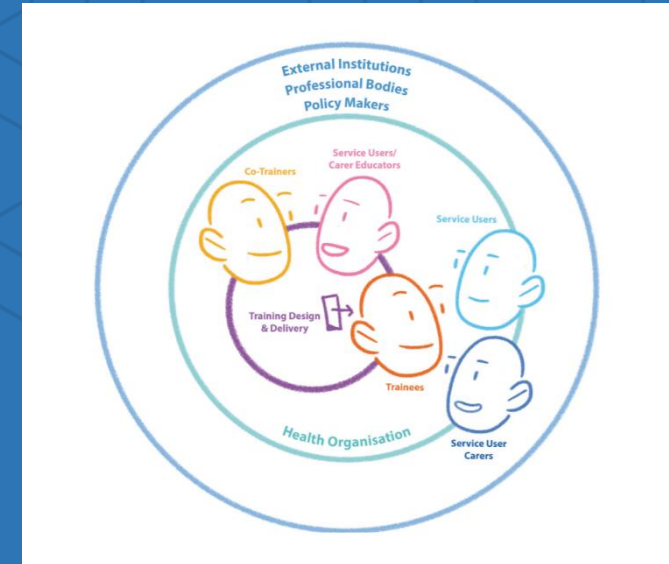 External Institutions
Professional Bodies
Policy Makers
Service Users/
Carer Educators
Co-Trainers
Service Users
Training Design
& Delivery
Trainees
Health Organisation
Service User
Carers